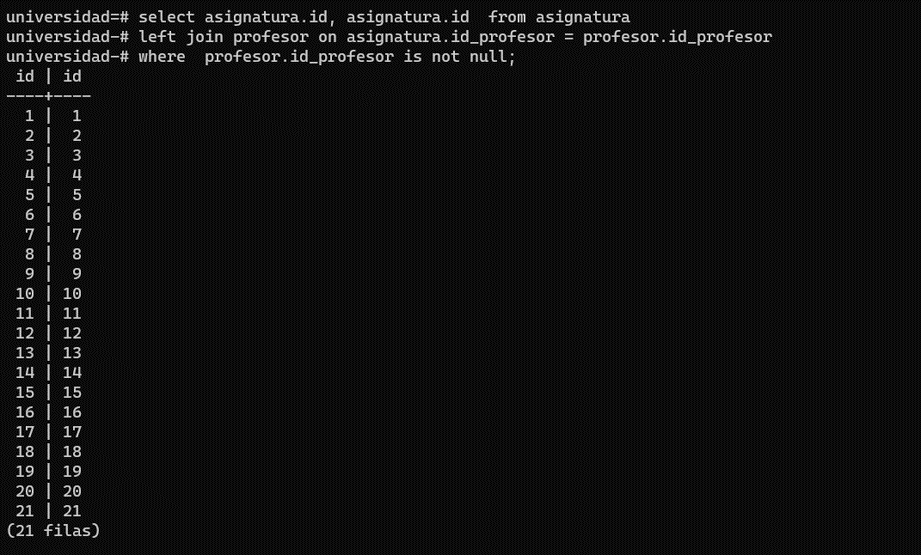 universidad=# select asignatura.id, asignatura.id  from asignatura
universidad-# left join profesor on asignatura.id_profesor = profesor.id_profesor
universidad-# where  profesor.id_profesor is not null;
 id | id
----+----
  1 |  1
  2 |  2
  3 |  3
  4 |  4
  5 |  5
  6 |  6
  7 |  7
  8 |  8
  9 |  9
 10 | 10
 11 | 11
 12 | 12
 13 | 13
 14 | 14
 15 | 15
 16 | 16
 17 | 17
 18 | 18
 19 | 19
 20 | 20
 21 | 21
(21 filas)